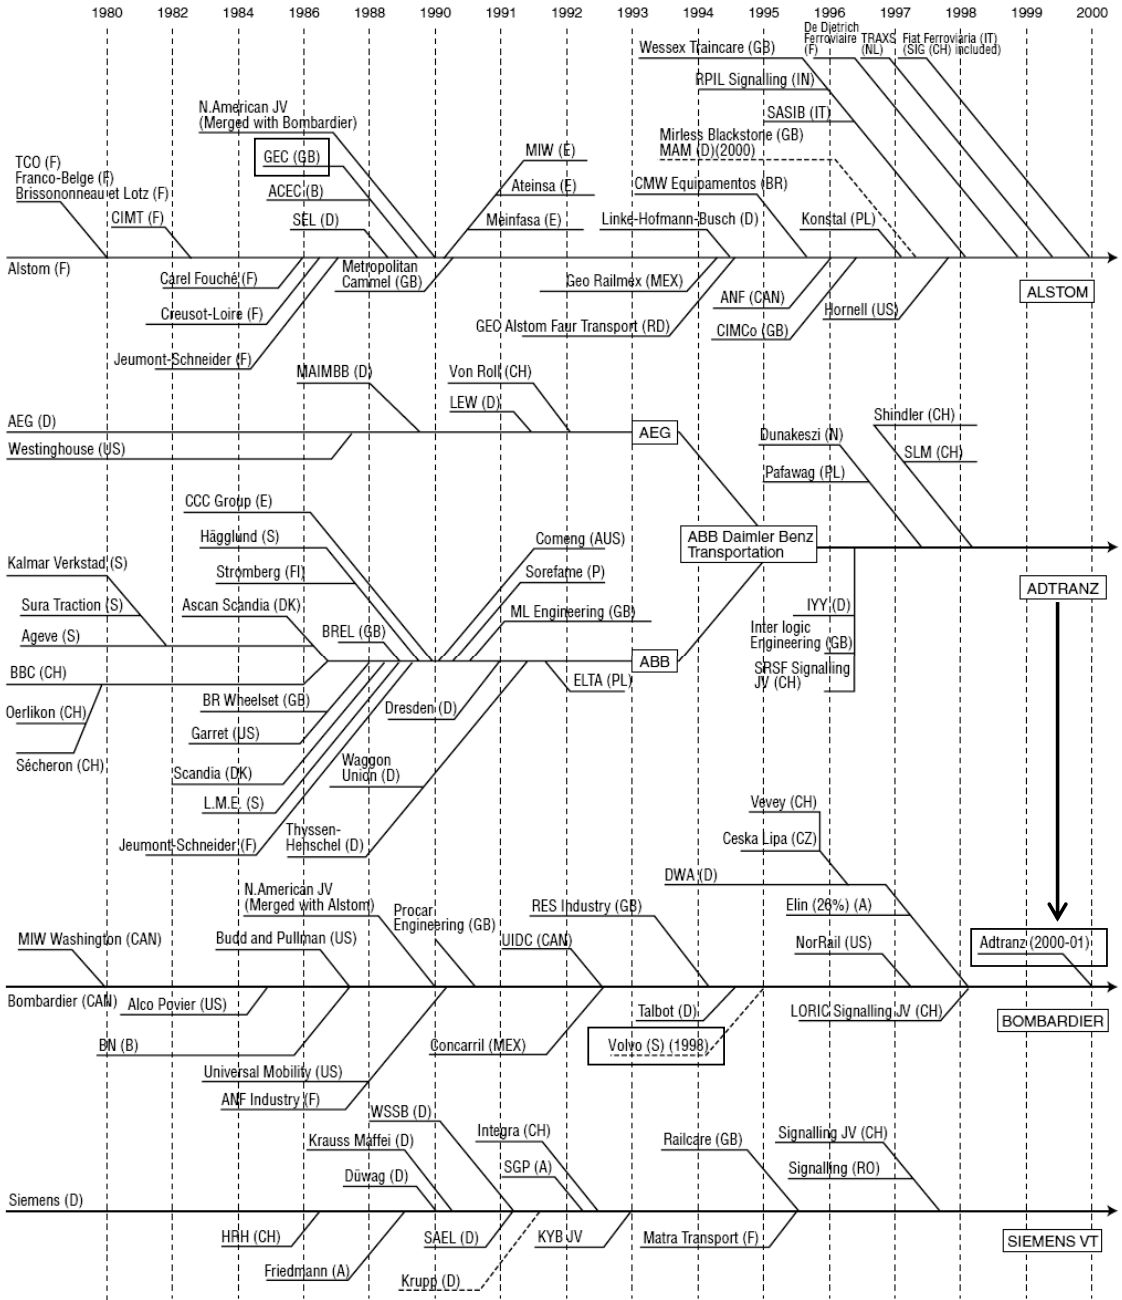 1980 1982 1984 1986 1988 1990 1991 1992 1993 1994 1995 1996 1997 1998 1999 2000
Wessex Traincare (GB)
De Dietrich
Ferroviaire
(F)
TRAXS
(NL)
Fiat Ferroviaria (IT)
(SIG (CH) included)
RPIL Signalling (IN)
SASIB (IT)
N.American JV
(Merged with Bombardier)
Mirless Blackstone (GB)
MAM (D)(2000)
GEC (GB)
MIW (E)
TCO (F)
Franco-Belge (F)
Brissononneau et Lotz (F)
ACEC (B)
Ateinsa (E)
CMW Equipamentos (BR)
CIMT (F)
SEL (D)
Meinfasa (E)
Linke-Hofmann-Busch (D)
Konstal (PL)
Alstom (F)
Carel Fouché (F)
Metropolitan
Cammel (GB)
Geo Railmex (MEX)
ANF (CAN)
Hornell (US)
ALSTOM
Creusot-Loire (F)
GEC Alstom Faur Transport (RD)
CIMCo (GB)
Jeumont-Schneider (F)
MAIMBB (D)
Von Roll (CH)
LEW (D)
AEG (D)
AEG
Shindler (CH)
Westinghouse (US)
Dunakeszi (N)
SLM (CH)
Pafawag (PL)
CCC Group (E)
Hägglund (S)
Comeng (AUS)
ABB Daimler Benz
Transportation
Kalmar Verkstad (S)
Stromberg (FI)
Sorefame (P)
ADTRANZ
Sura Traction (S)
Ascan Scandia (DK)
ML Engineering (GB)
IYY (D)
Ageve (S)
BREL (GB)
Inter logic
Engineering (GB)
BBC (CH)
ABB
SRSF Signalling
JV (CH)
ELTA (PL)
Oerlikon (CH)
BR Wheelset (GB)
Dresden (D)
Garret (US)
Sécheron (CH)
Scandia (DK)
Waggon
Union (D)
L.M.E. (S)
Vevey (CH)
Jeumont-Schneider (F)
Thyssen-
Henschel (D)
Ceska Lipa (CZ)
DWA (D)
N.American JV
(Merged with Alstom)
Procar
Engineering (GB)
RES Industry (GB)
Elin (26%) (A)
MIW Washington (CAN)
Budd and Pullman (US)
UIDC (CAN)
NorRail (US)
Adtranz (2000-01)
Bombardier (CAN)
Alco Povier (US)
Talbot (D)
LORIC Signalling JV (CH)
BOMBARDIER
BN (B)
Concarril (MEX)
Volvo (S) (1998)
Universal Mobility (US)
ANF Industry (F)
WSSB (D)
Krauss Maffei (D)
Integra (CH)
Railcare (GB)
Signalling JV (CH)
Düwag (D)
SGP (A)
Signalling (RO)
Siemens (D)
HRH (CH)
SAEL (D)
KYB JV
Matra Transport (F)
SIEMENS VT
Friedmann (A)
Krupp (D)